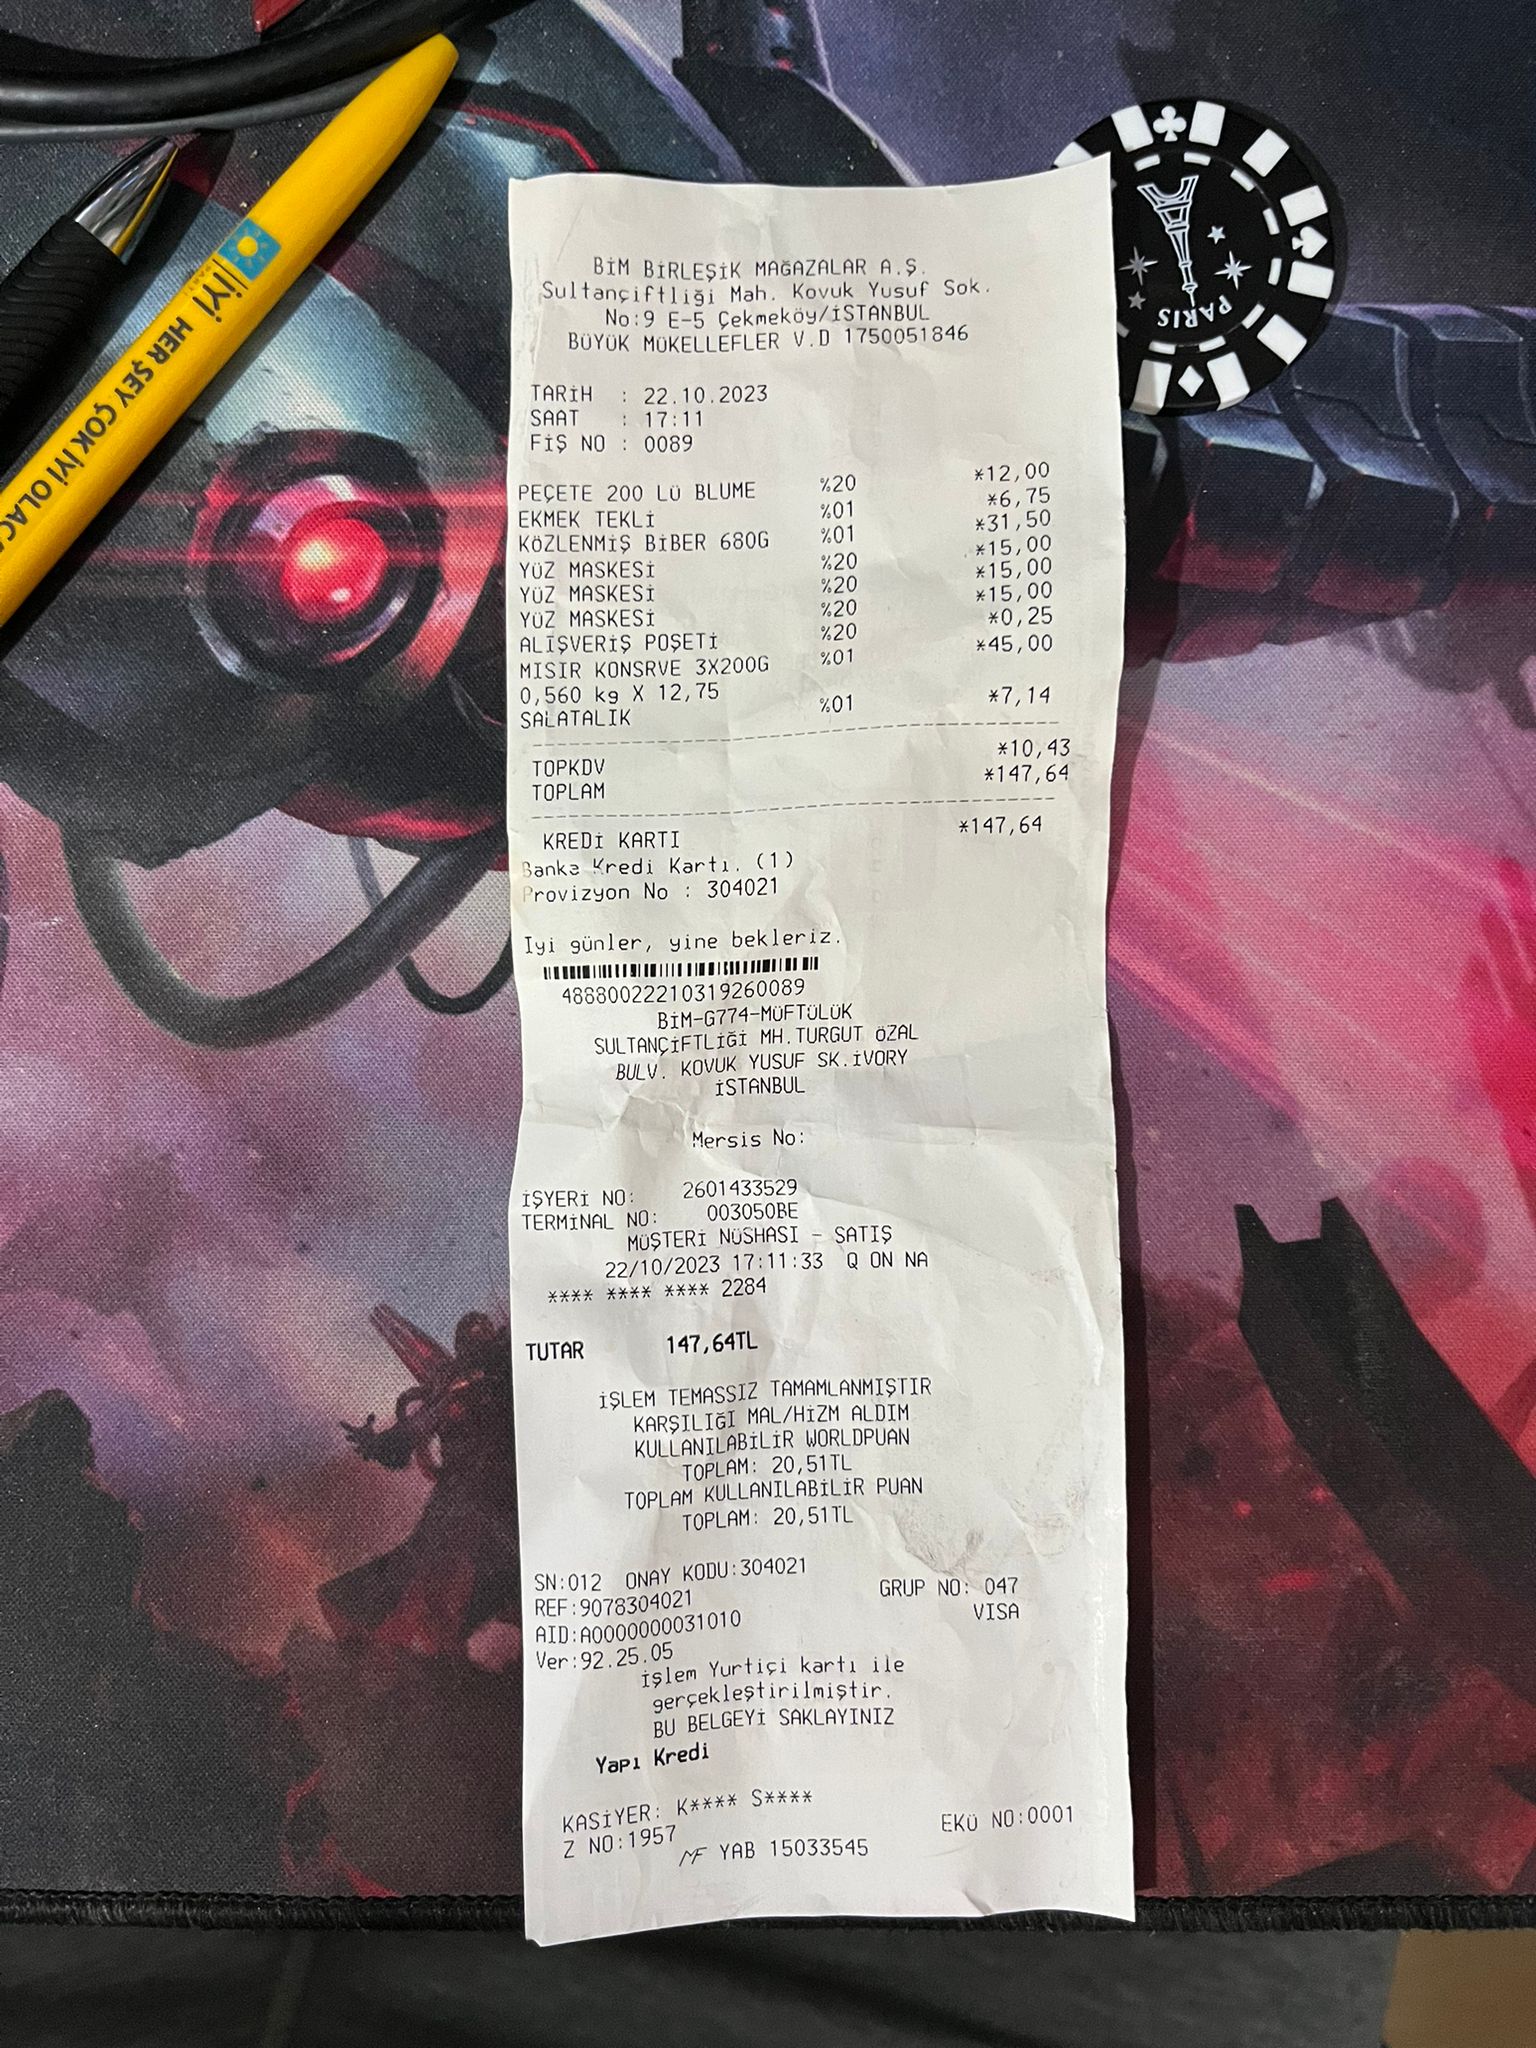 BİM BİRLEŞİK MAĞAZALAR A.Ş.
Sultançiftliği Mah. Kovuk Yusuf Sok.
No:9 E-5 Çekmeköy/İSTANBUL
BÜYÜK MÜKELLEFLER V.D 1750051846
TARİH : 22.10.2023
SAAT : 17:11
FİŞ NO : 0089
PEÇETE 200 LÜ BLUME %20 *12,00
EKMEK TEKLİ %01 *6,75
KÖZLENMİŞ BİBER 680G %01 *31,50
YÜZ MASKESİ %20 *15,00
YÜZ MASKESİ %20 *15,00
YÜZ MASKESİ %20 *15,00
ALIŞVERİŞ POŞETİ %20 *0,25
MISIR KONSRVE 3X200G %01 *45,00
0,560 kg X 12,75
SALATALIK %01 *7,14
TOPKDV *10,43
TOPLAM *147,64
KREDİ KARTI *147,64
Banka Kredi Kartı. (1)
Provizyon No : 304021
Iyi günler, yine bekleriz.
48880022210319260089
BİM-G774-MÜFTÜLÜK
SULTANÇİFTLİĞİ MH.TURGUT ÖZAL
BULV. KOVUK YUSUF SK.İVORY
İSTANBUL
Mersis No:
İŞYERİ NO: 2601433529
TERMİNAL NO: 003050BE
MÜŞTERİ NÜSHASI - SATIŞ
22/10/2023 17:11:33 Q ON NA
**** **** **** 2284
TUTAR 147,64TL
İŞLEM TEMASSIZ TAMAMLANMIŞTIR
KARŞILIĞI MAL/HİZM ALDIM
KULLANILABİLİR WORLDPUAN
TOPLAM: 20,51TL
TOPLAM KULLANILABİLİR PUAN
TOPLAM: 20,51TL
SN:012 ONAY KODU:304021
REF:9078304021 GRUP NO: 047
AID:A0000000031010 VISA
Ver:92.25.05
İşlem Yurtiçi kartı ile
gerçekleştirilmiştir.
BU BELGEYİ SAKLAYINIZ
Yapı Kredi
KASİYER: K**** S****
Z NO:1957 EKÜ NO:0001
MF YAB 15033545
İYİ
PARTİ
HER ŞEY ÇOK İYİ
PARIS